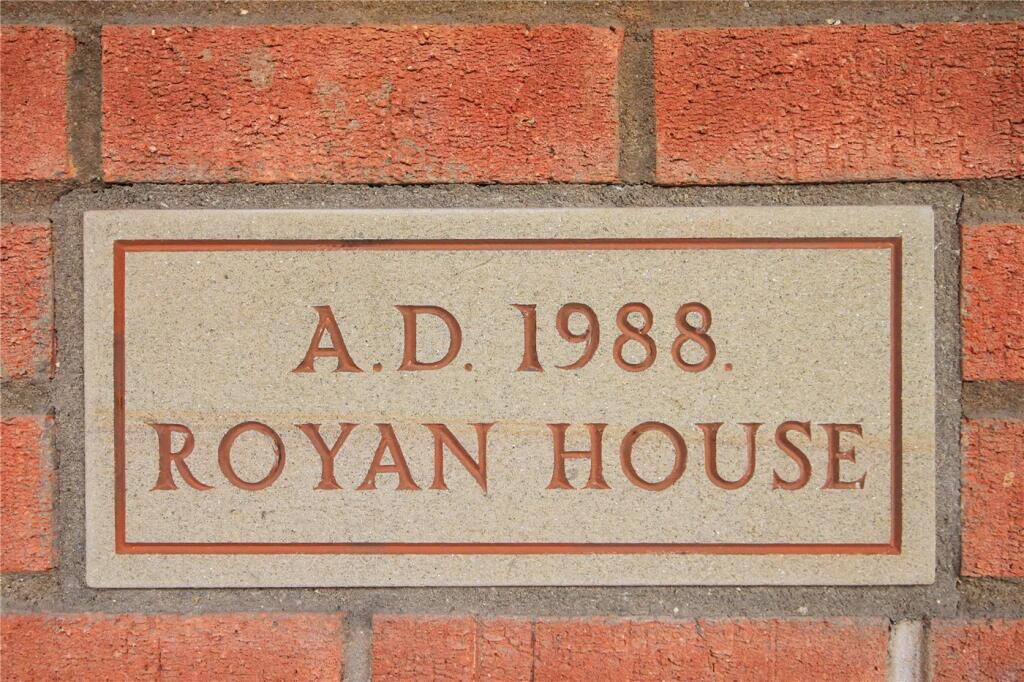 A.D. 1988.
ROYAN HOUSE